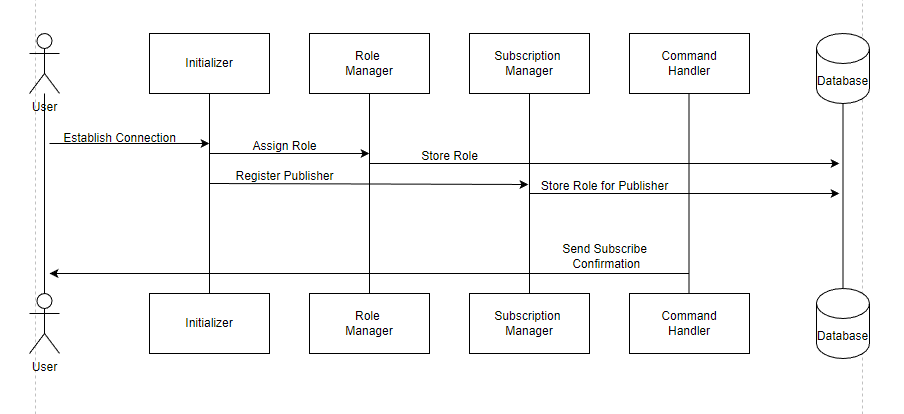 Initializer
Role
Manager
Subscription
Manager
Command
Handler
Database
User
Establish Connection
Assign Role
Store Role
Register Publisher
Store Role for Publisher
Send Subscribe
Confirmation
Initializer
Role
Manager
Subscription
Manager
Command
Handler
Database
User